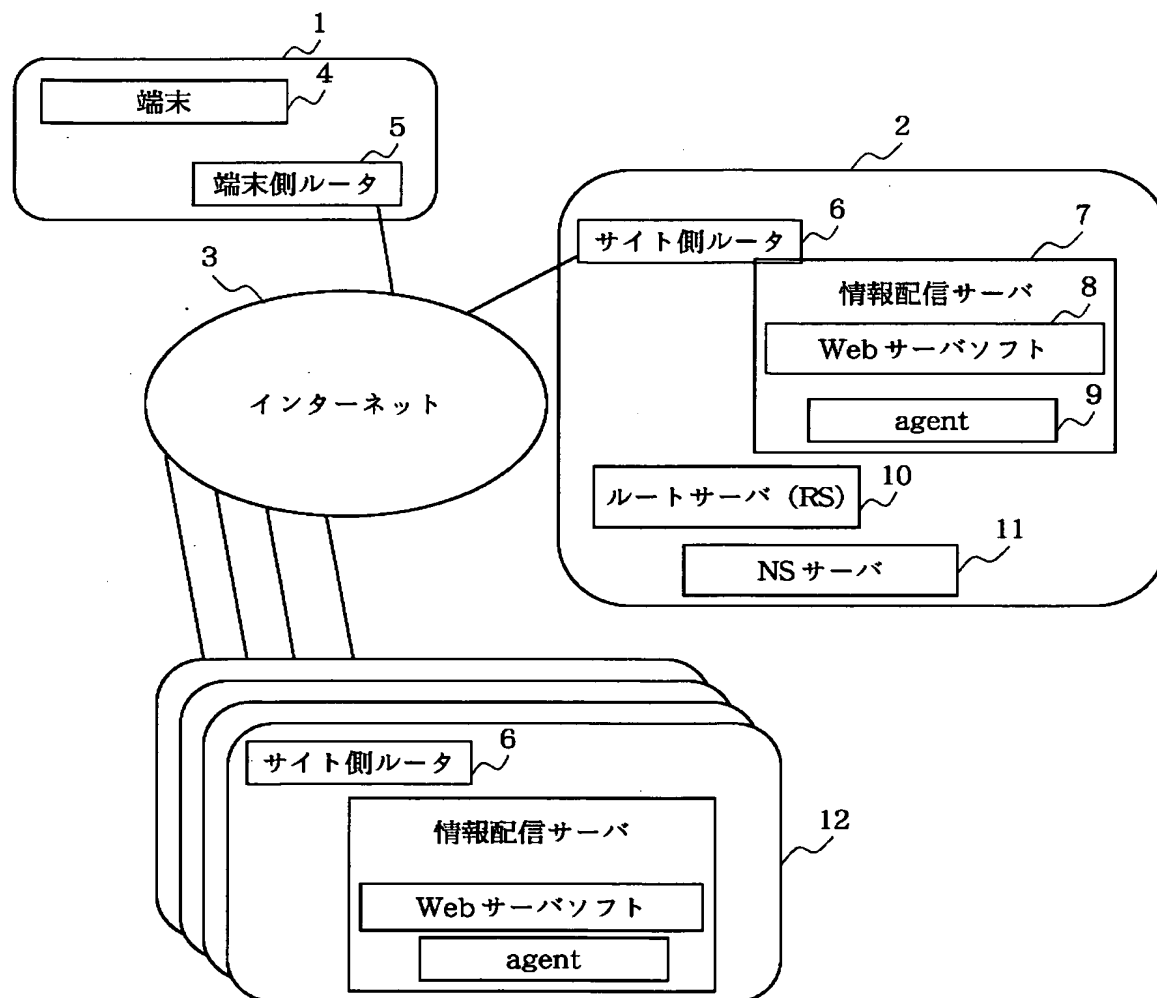 1
端末
4
5
端末側ルータ
2
サイト側ルータ
6
7
3
情報配信サーバ
8
Webサーバソフト
インターネット
9
agent
ルートサーバ (RS)
10
NSサーバ
11
サイト側ルータ
6
情報配信サーバ
12
Webサーバソフト
agent